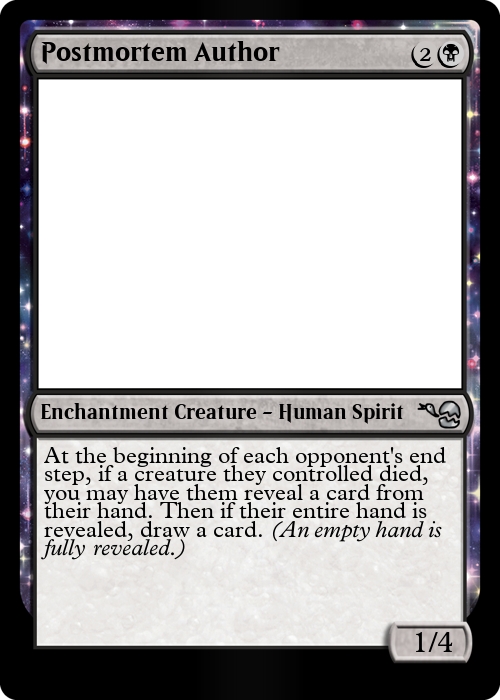 Postmortem Author 2
Enchantment Creature – Human Spirit
At the beginning of each opponent's end
step, if a creature they controlled died,
you may have them reveal a card from
their hand. Then if their entire hand is
revealed, draw a card. (An empty hand is
fully revealed.)
1/4